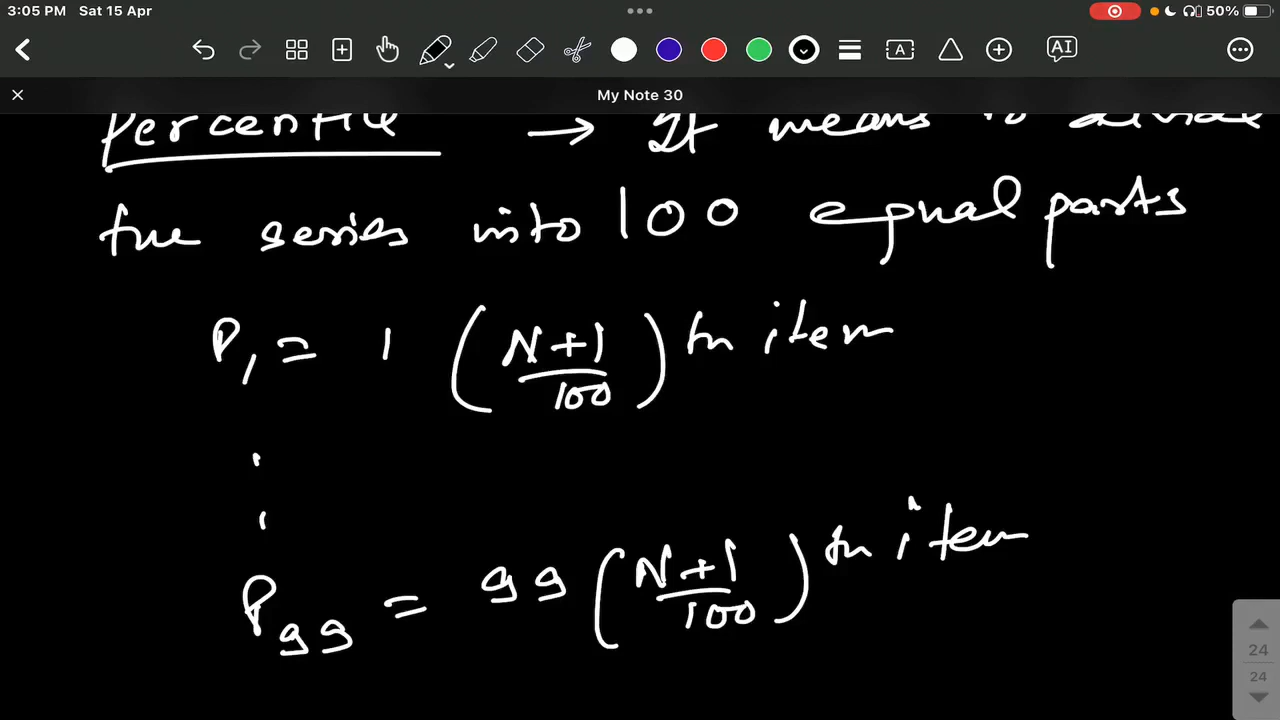 3:05 PM Sat 15 Apr 50%
A AI
My Note 30
Percentile → It means to divide
the series into 100 equal parts
P1 = 1 (N+1/100) th item
.
.
P99 = 99 (N+1/100) th item
24
24